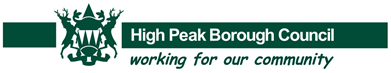 High Peak Borough Council
working for our community